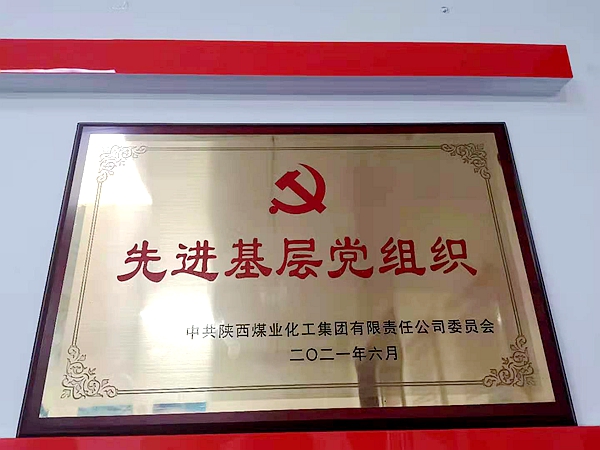 先进基层党组织
中共陕西煤业化工集团有限责任公司委员会
二〇二一年六月